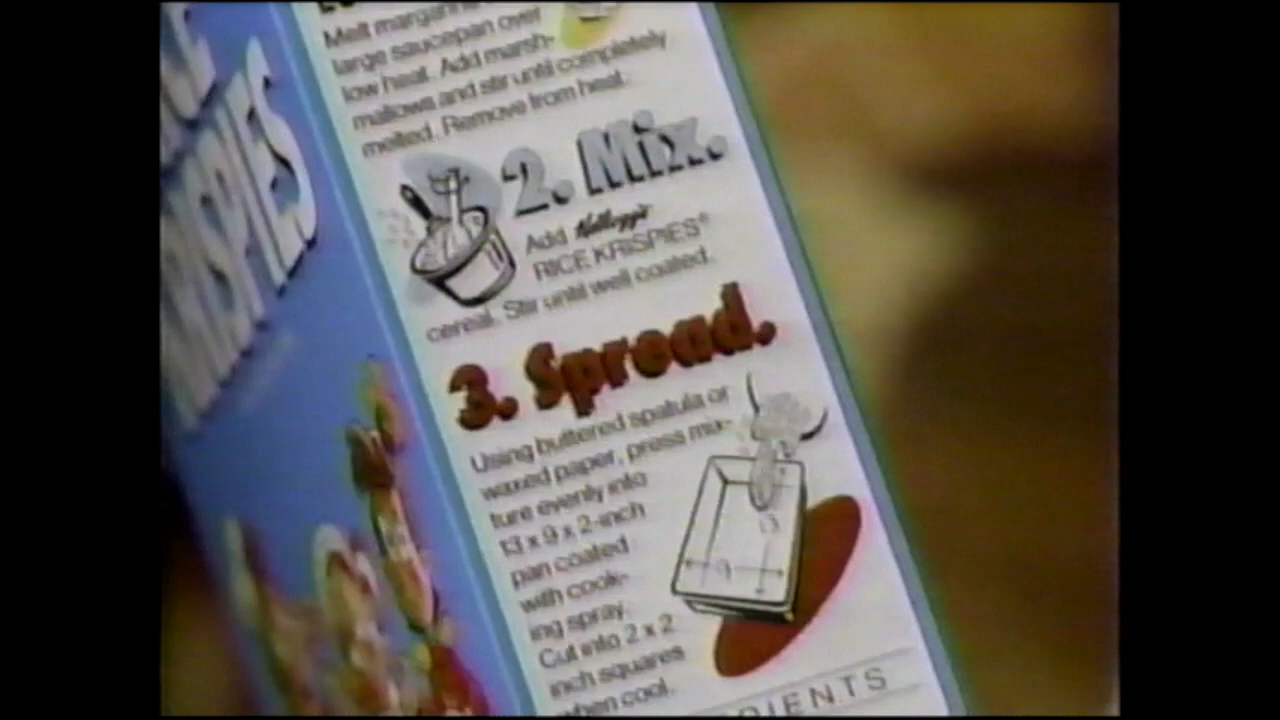 KRISPIES
Melt margarine
large saucepan over
low heat. Add marsh-
mallows and stir until completely
melted. Remove from heat.
2. Mix.
Add Kellogg's
RICE KRISPIES®
cereal. Stir until well coated.
3. Spread.
Using buttered spatula or
waxed paper, press mix-
ture evenly into
13 x 9 x 2-inch
pan coated
with cook-
ing spray.
Cut into 2 x 2
inch squares
when cool.
13
9
DIENTS